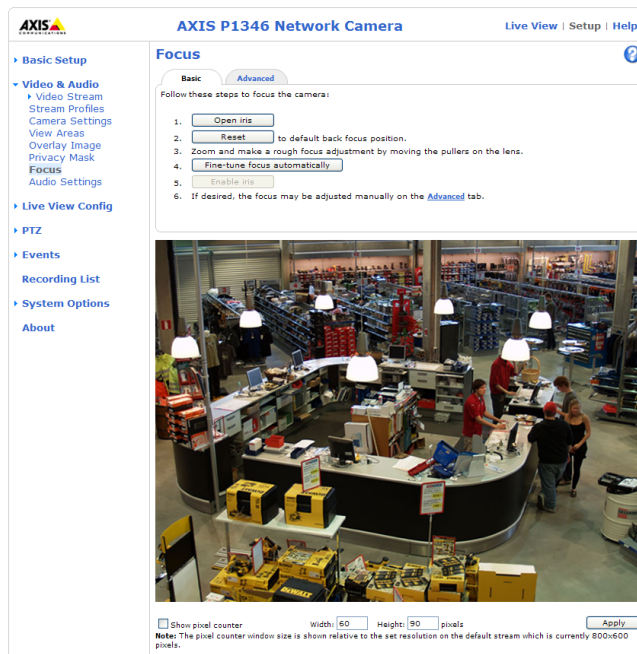 AXIS
COMMUNICATIONS
AXIS P1346 Network Camera
Live View | Setup | Help
Basic Setup
Video & Audio
Video Stream
Stream Profiles
Camera Settings
View Areas
Overlay Image
Privacy Mask
Focus
Audio Settings
Live View Config
PTZ
Events
Recording List
System Options
About
Focus
?
Basic
Advanced
Follow these steps to focus the camera:
1. Open iris
2. Reset to default back focus position.
3. Zoom and make a rough focus adjustment by moving the pullers on the lens.
4. Fine-tune focus automatically
5. Enable iris
6. If desired, the focus may be adjusted manually on the Advanced tab.
DEWALT
Show pixel counter Width: 60 Height: 90 pixels Apply
Note: The pixel counter window size is shown relative to the set resolution on the default stream which is currently 800x600
pixels.